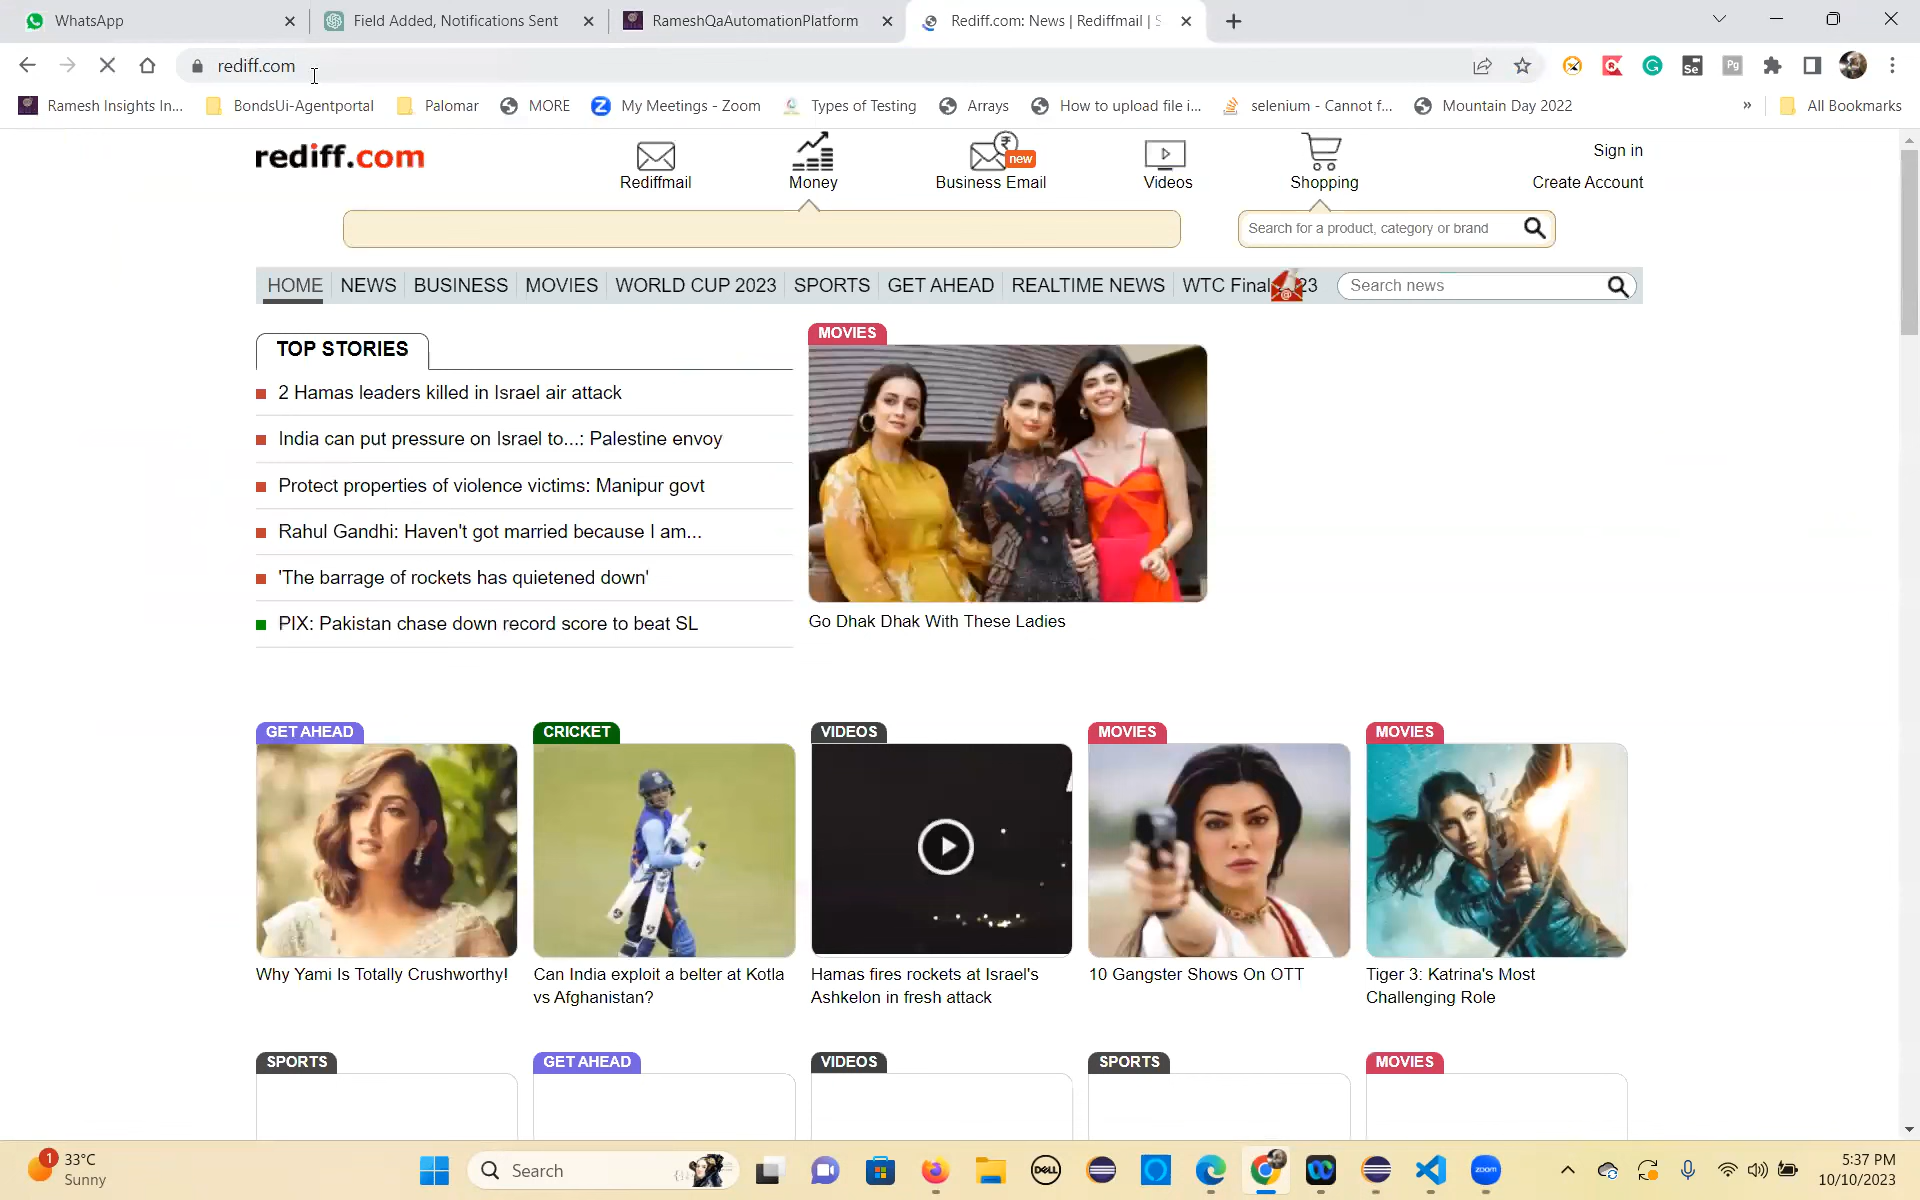 WhatsApp
Field Added, Notifications Sent
RameshQaAutomationPlatform
Rediff.com: News | Rediffmail |
rediff.com
Ramesh Insights In...
BondsUi-Agentportal
Palomar
MORE
My Meetings - Zoom
Types of Testing
Arrays
How to upload file i...
selenium - Cannot f...
Mountain Day 2022
»
All Bookmarks
rediff.com
Rediffmail
Money
new
Business Email
Videos
Shopping
Sign in
Create Account
Search for a product, category or brand
HOME NEWS BUSINESS MOVIES WORLD CUP 2023 SPORTS GET AHEAD REALTIME NEWS WTC Final 23
Search news
TOP STORIES
2 Hamas leaders killed in Israel air attack
India can put pressure on Israel to...: Palestine envoy
Protect properties of violence victims: Manipur govt
Rahul Gandhi: Haven't got married because I am...
'The barrage of rockets has quietened down'
PIX: Pakistan chase down record score to beat SL
MOVIES
Go Dhak Dhak With These Ladies
GET AHEAD
Why Yami Is Totally Crushworthy!
CRICKET
Can India exploit a belter at Kotla
vs Afghanistan?
VIDEOS
Hamas fires rockets at Israel's
Ashkelon in fresh attack
MOVIES
10 Gangster Shows On OTT
MOVIES
Tiger 3: Katrina's Most
Challenging Role
SPORTS
GET AHEAD
VIDEOS
SPORTS
MOVIES
1
33°C
Sunny
Search
DELL
zoom
5:37 PM
10/10/2023